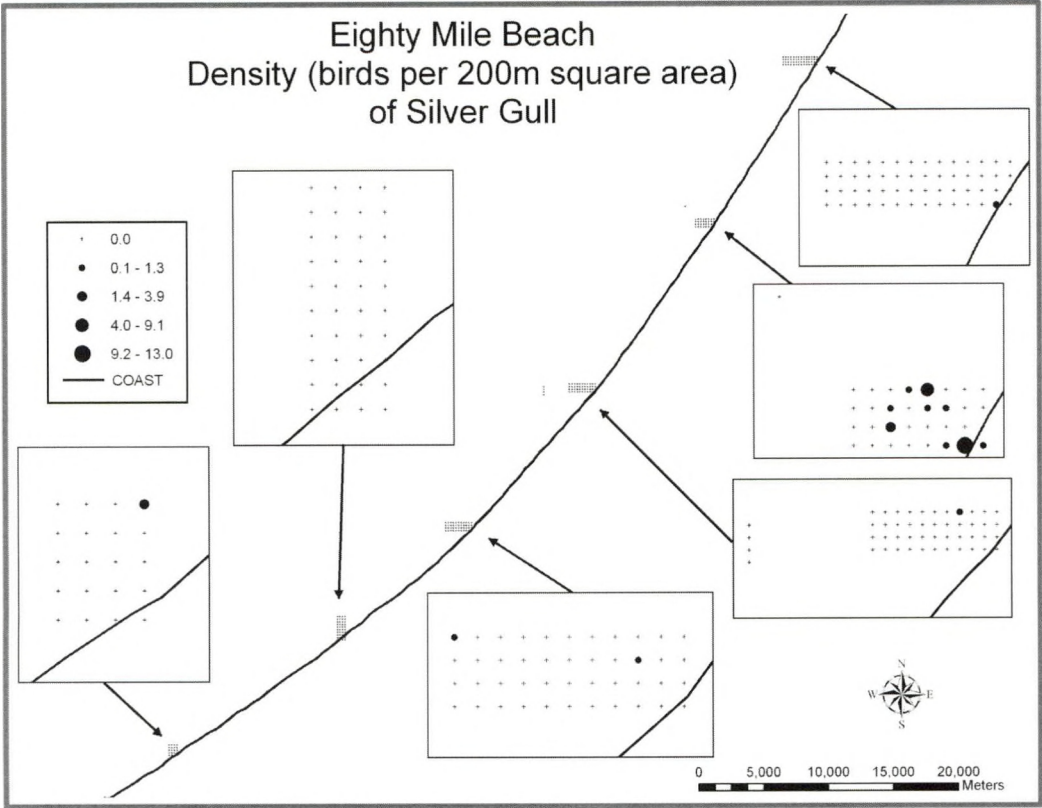 Eighty Mile Beach
Density (birds per 200m square area)
of Silver Gull
0.0
0.1 - 1.3
1.4 - 3.9
4.0 - 9.1
9.2 - 13.0
COAST
N
W E
S
0 5,000 10,000 15,000 20,000
Meters